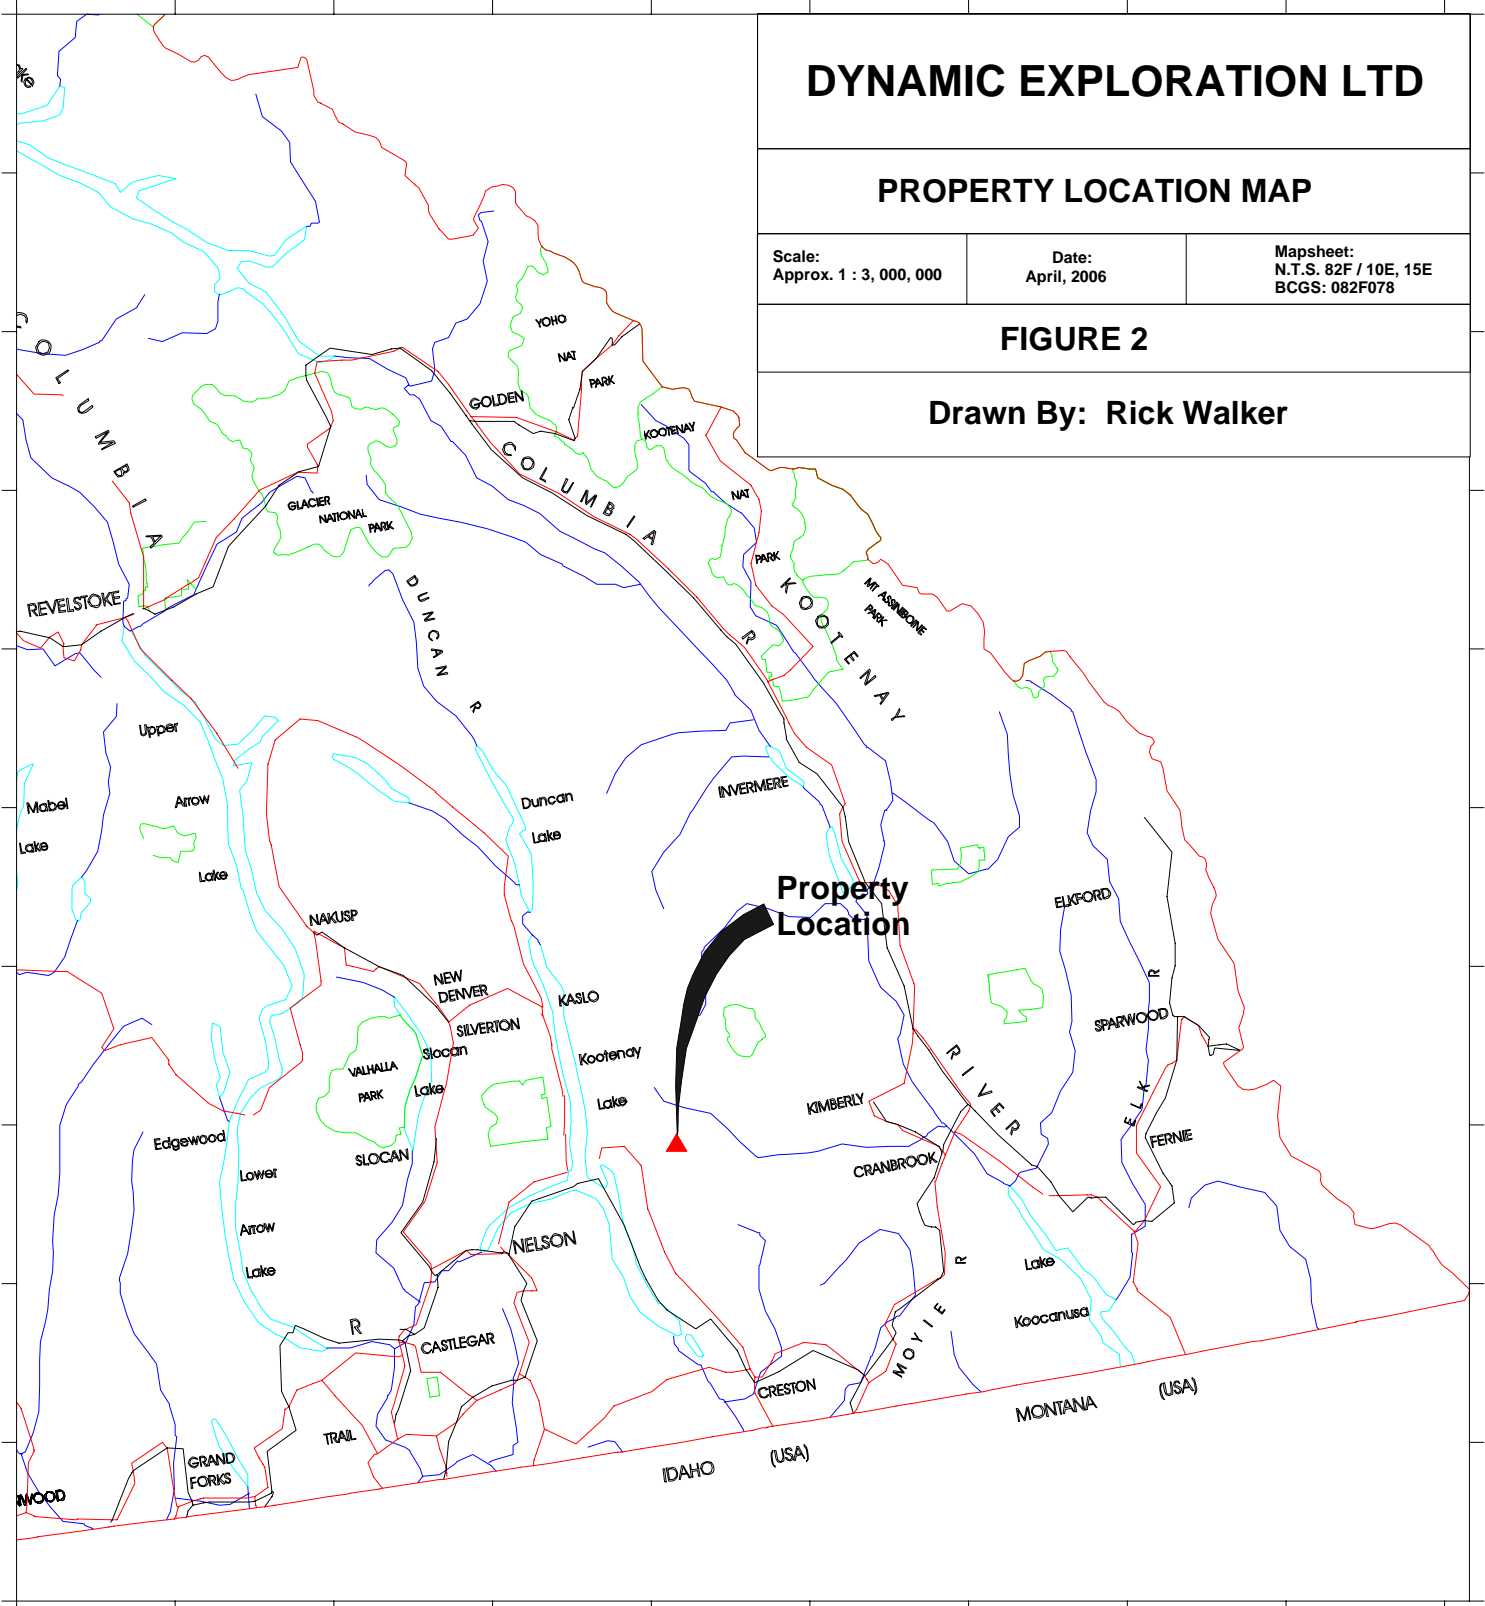 DYNAMIC EXPLORATION LTD
PROPERTY LOCATION MAP
Scale:
Approx. 1 : 3, 000, 000
Date:
April, 2006
Mapsheet:
N.T.S. 82F / 10E, 15E
BCGS: 082F078
FIGURE 2
Drawn By: Rick Walker
YOHO
NAT
PARK
COLUMBIA
GOLDEN
KOOTENAY
NAT
PARK
COLUMBIA
R
GLACIER
NATIONAL
PARK
REVELSTOKE
DUNCAN
R
KOOTENAY
MT ASSINIBOINE
PARK
Upper
Arrow
Lake
Mabel
Lake
Duncan
Lake
INVERMERE
Property
Location
ELKFORD
NAKUSP
NEW
DENVER
SILVERTON
KASLO
Slocan
Lake
Kootenay
Lake
VALHALLA
PARK
SPARWOOD
RIVER
ELK
R
KIMBERLY
CRANBROOK
FERNIE
Edgewood
SLOCAN
Lower
Arrow
Lake
NELSON
MOYIE
R
Lake
Koocanusa
R
CASTLEGAR
CRESTON
TRAIL
GRAND
FORKS
WOOD
IDAHO
(USA)
MONTANA
(USA)